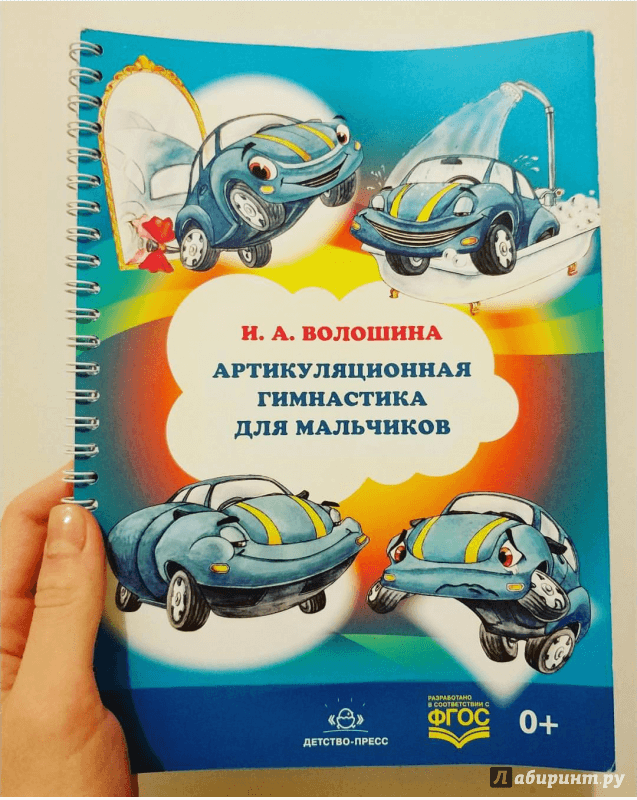 И. А. ВОЛОШИНА
АРТИКУЛЯЦИОННАЯ
ГИМНАСТИКА
ДЛЯ МАЛЬЧИКОВ
ДЕТСТВО-ПРЕСС
РАЗРАБОТАНО
В СООТВЕТСТВИИ С
ФГОС
0+
Лабиринт.ру